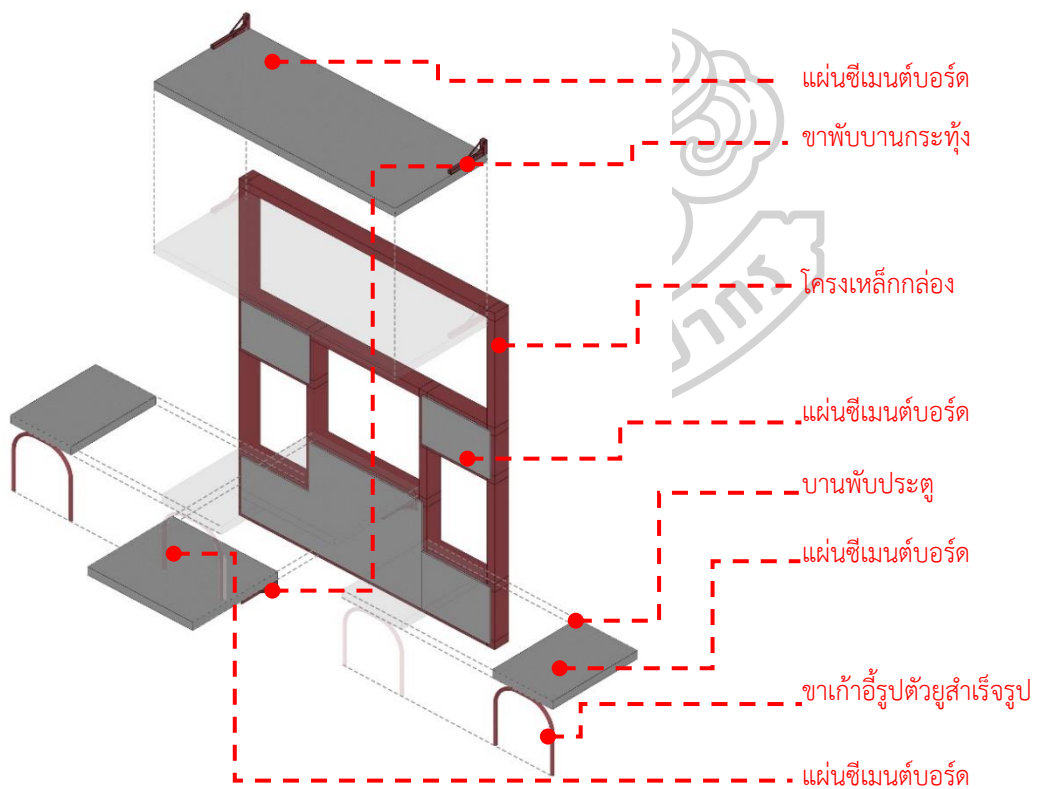 แผ่นซีเมนต์บอร์ด
ขาพับบานกระทุ้ง
โครงเหล็กกล่อง
แผ่นซีเมนต์บอร์ด
บานพับประตู
แผ่นซีเมนต์บอร์ด
ขาเก้าอี้รูปตัวยูสำเร็จรูป
แผ่นซีเมนต์บอร์ด